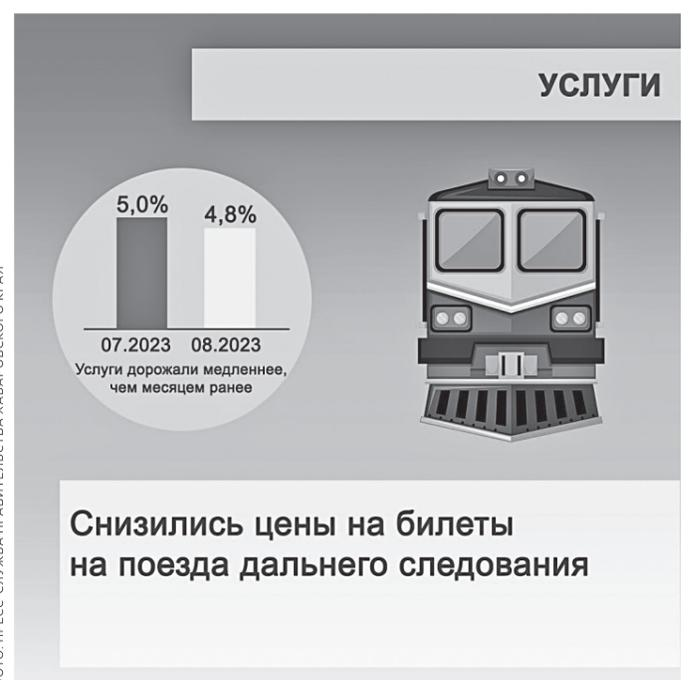 УСЛУГИ
5,0%
4,8%
07.2023 08.2023
Услуги дорожали медленнее,
чем месяцем ранее
Снизились цены на билеты
на поезда дальнего следования